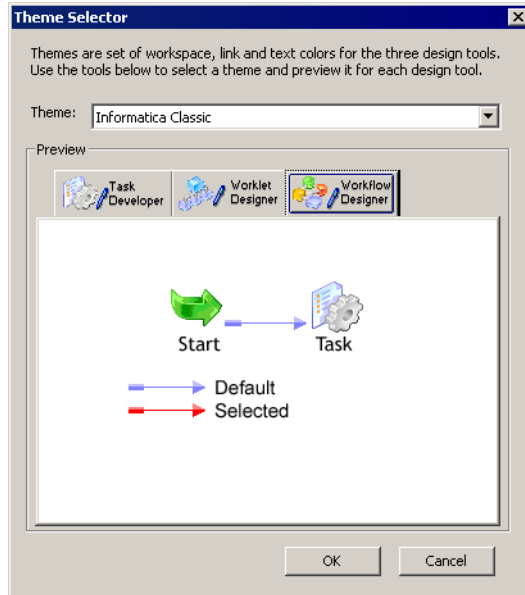 Theme Selector
Themes are set of workspace, link and text colors for the three design tools.
Use the tools below to select a theme and preview it for each design tool.
Theme:
Informatica Classic
Preview
Task
Developer
Worklet
Designer
Workflow
Designer
Start
Task
Default
Selected
OK
Cancel